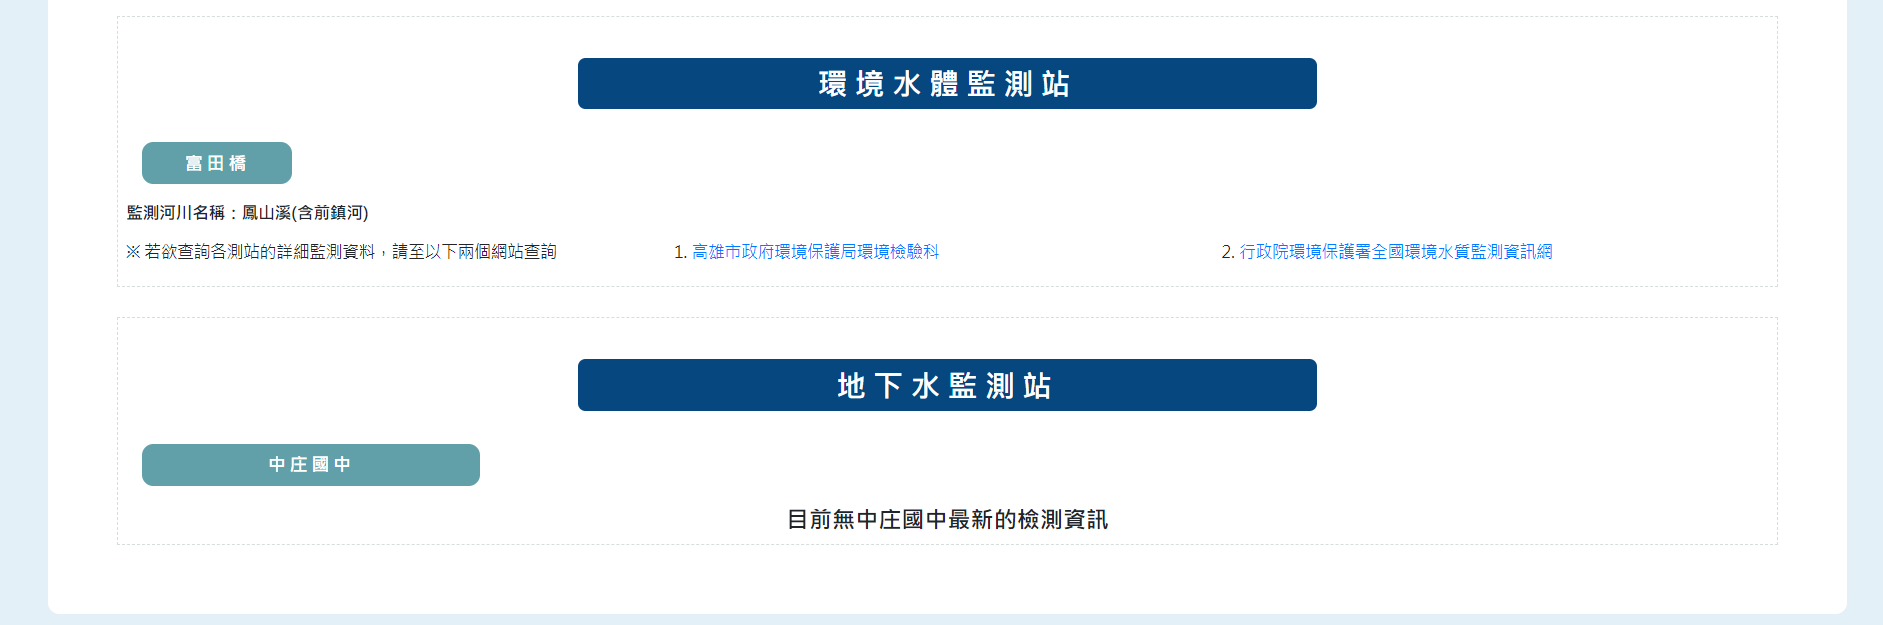 環境水體監測站
富田橋
監測河川名稱：鳳山溪(含前鎮河)
※ 若欲查詢各測站的詳細監測資料，請至以下兩個網站查詢
1. 高雄市政府環境保護局環境檢驗科
2. 行政院環境保護署全國環境水質監測資訊網
地下水監測站
中庄國中
目前無中庄國中最新的檢測資訊